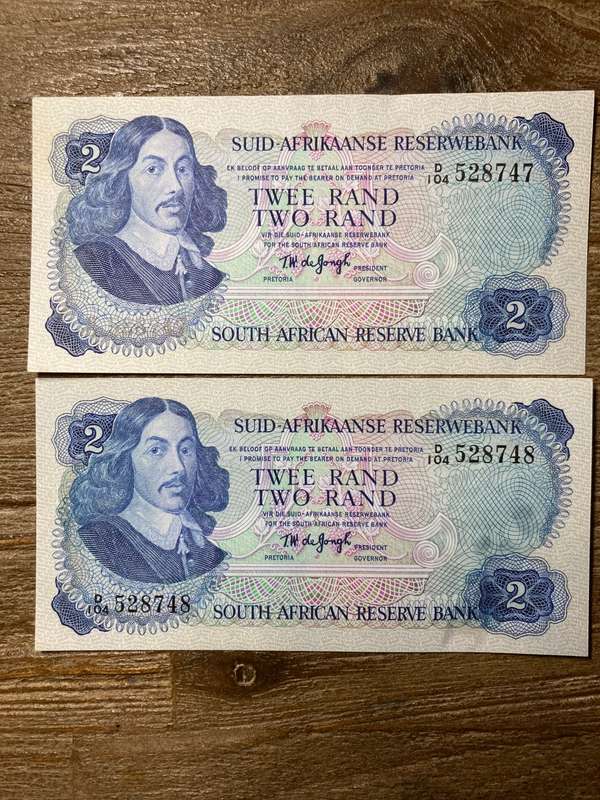 2
SUID-AFRIKAANSE RESERWEBANK
EK BELOOF OP AANVRAAG TE BETAAL AAN TOONDER TE PRETORIA
I PROMISE TO PAY THE BEARER ON DEMAND AT PRETORIA
D/104 528747
TWEE RAND
TWO RAND
VIR DIE SUID-AFRIKAANSE RESERWEBANK
FOR THE SOUTH AFRICAN RESERVE BANK
T.W. de Jongh
PRESIDENT
PRETORIA GOVERNOR
2
SOUTH AFRICAN RESERVE BANK
2
SUID-AFRIKAANSE RESERWEBANK
EK BELOOF OP AANVRAAG TE BETAAL AAN TOONDER TE PRETORIA
I PROMISE TO PAY THE BEARER ON DEMAND AT PRETORIA
D/104 528748
TWEE RAND
TWO RAND
VIR DIE SUID-AFRIKAANSE RESERWEBANK
FOR THE SOUTH AFRICAN RESERVE BANK
T.W. de Jongh
PRESIDENT
PRETORIA GOVERNOR
D/104 528748
2
SOUTH AFRICAN RESERVE BANK